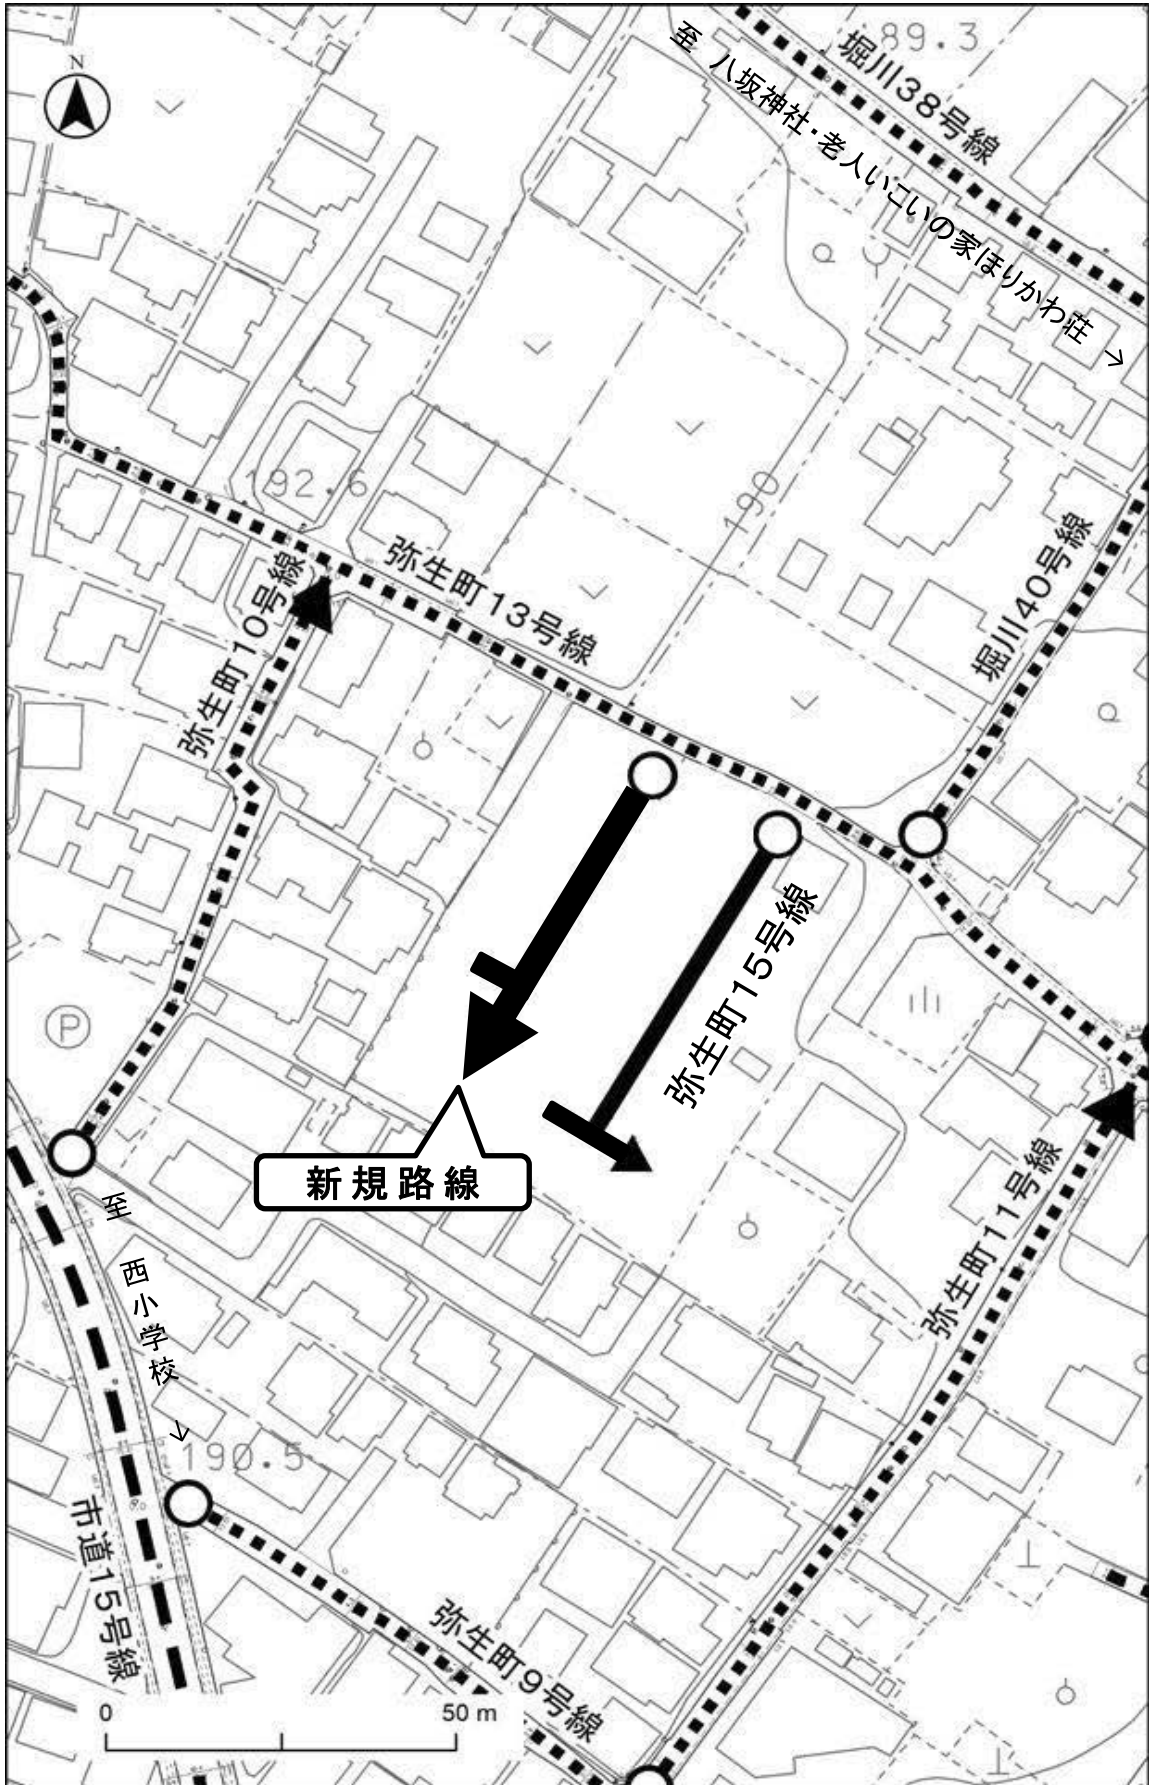 N
189.3
堀川38号線
至 八坂神社・老人いこいの家ほりかわ荘 →
192.6
弥生町13号線
190
堀川40号線
弥生町10号線
弥生町15号線
P
新規路線
弥生町11号線
至 西小学校 →
190.5
市道15号線
弥生町9号線
0
50 m